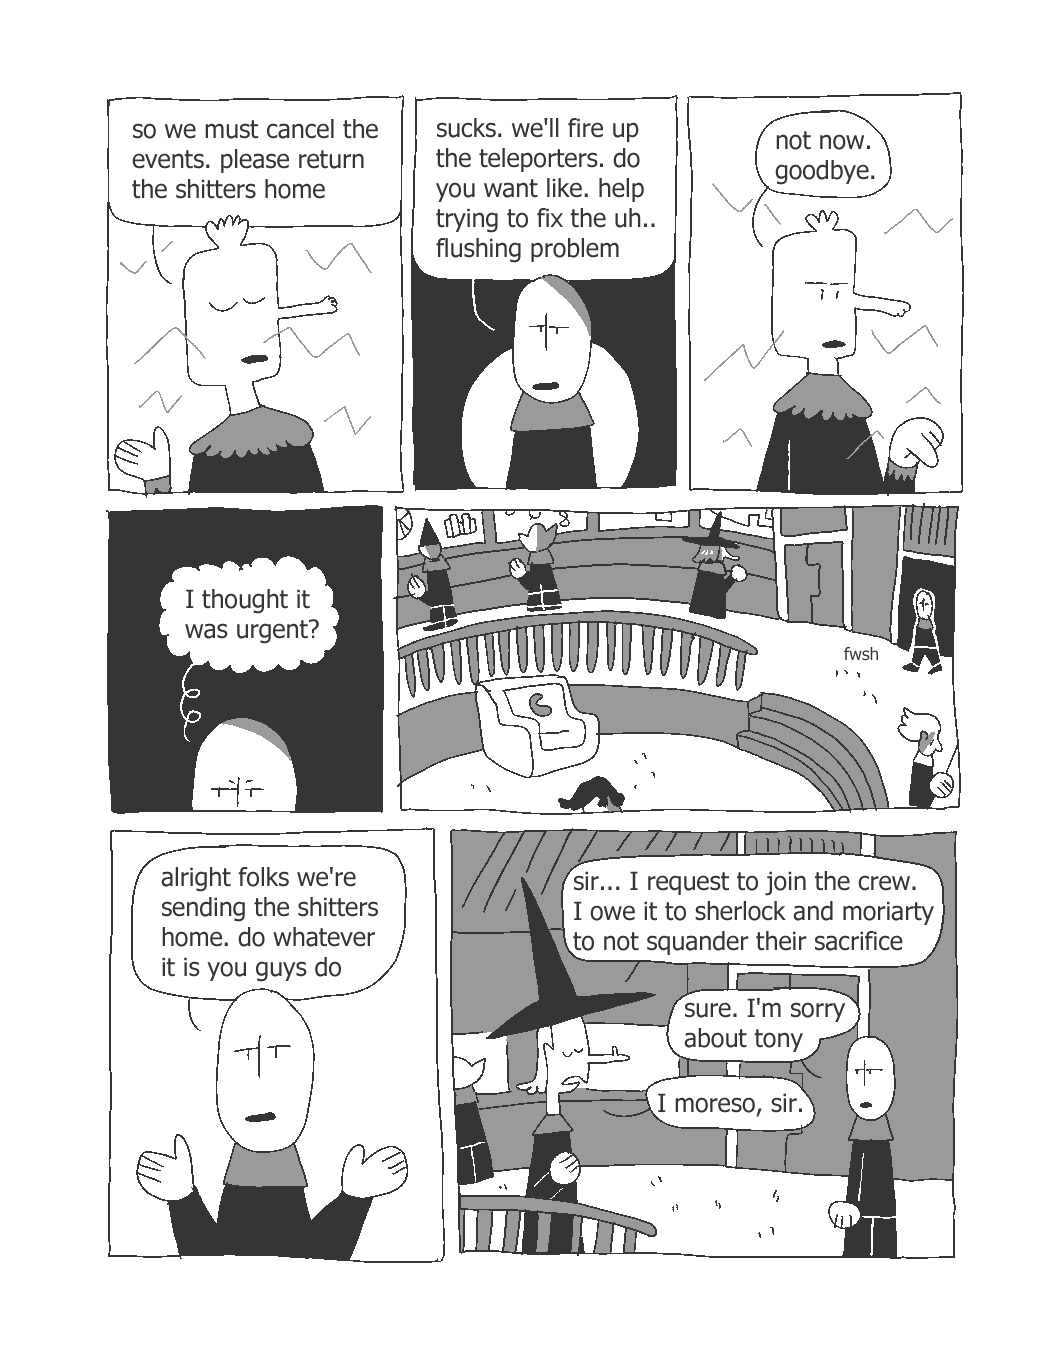 so we must cancel the
events. please return
the shitters home
sucks. we'll fire up
the teleporters. do
you want like. help
trying to fix the uh..
flushing problem
not now.
goodbye.
I thought it
was urgent?
fwsh
alright folks we're
sending the shitters
home. do whatever
it is you guys do
sir... I request to join the crew.
I owe it to sherlock and moriarty
to not squander their sacrifice
sure. I'm sorry
about tony
I moreso, sir.